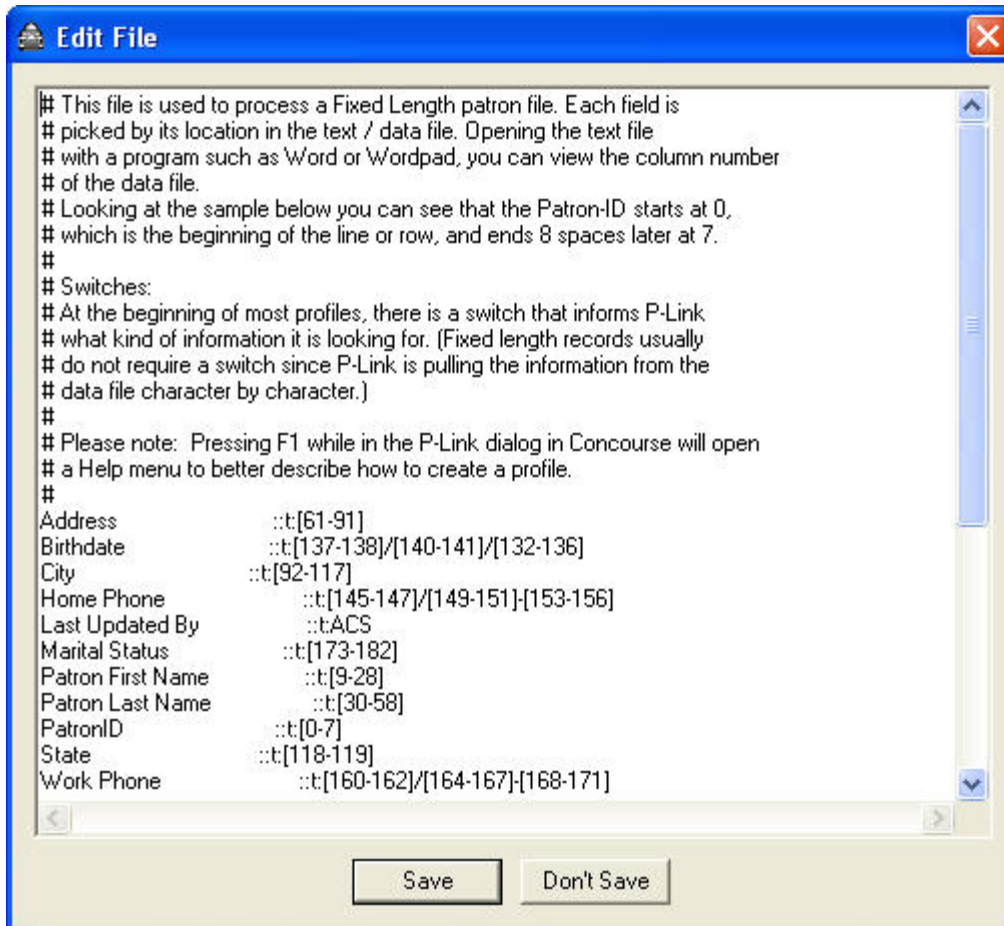 Edit File
# This file is used to process a Fixed Length patron file. Each field is
# picked by its location in the text / data file. Opening the text file
# with a program such as Word or Wordpad, you can view the column number
# of the data file.
# Looking at the sample below you can see that the Patron-ID starts at 0,
# which is the beginning of the line or row, and ends 8 spaces later at 7.
#
# Switches:
# At the beginning of most profiles, there is a switch that informs P-Link
# what kind of information it is looking for. (Fixed length records usually
# do not require a switch since P-Link is pulling the information from the
# data file character by character.)
#
# Please note:  Pressing F1 while in the P-Link dialog in Concourse will open
# a Help menu to better describe how to create a profile.
#
Address ::t:[61-91]
Birthdate ::t:[137-138]/[140-141]/[132-136]
City ::t:[92-117]
Home Phone ::t:[145-147]/[149-151]-[153-156]
Last Updated By ::t:ACS
Marital Status ::t:[173-182]
Patron First Name ::t:[9-28]
Patron Last Name ::t:[30-58]
PatronID ::t:[0-7]
State ::t:[118-119]
Work Phone ::t:[160-162]/[164-167]-[168-171]
Save Don't Save